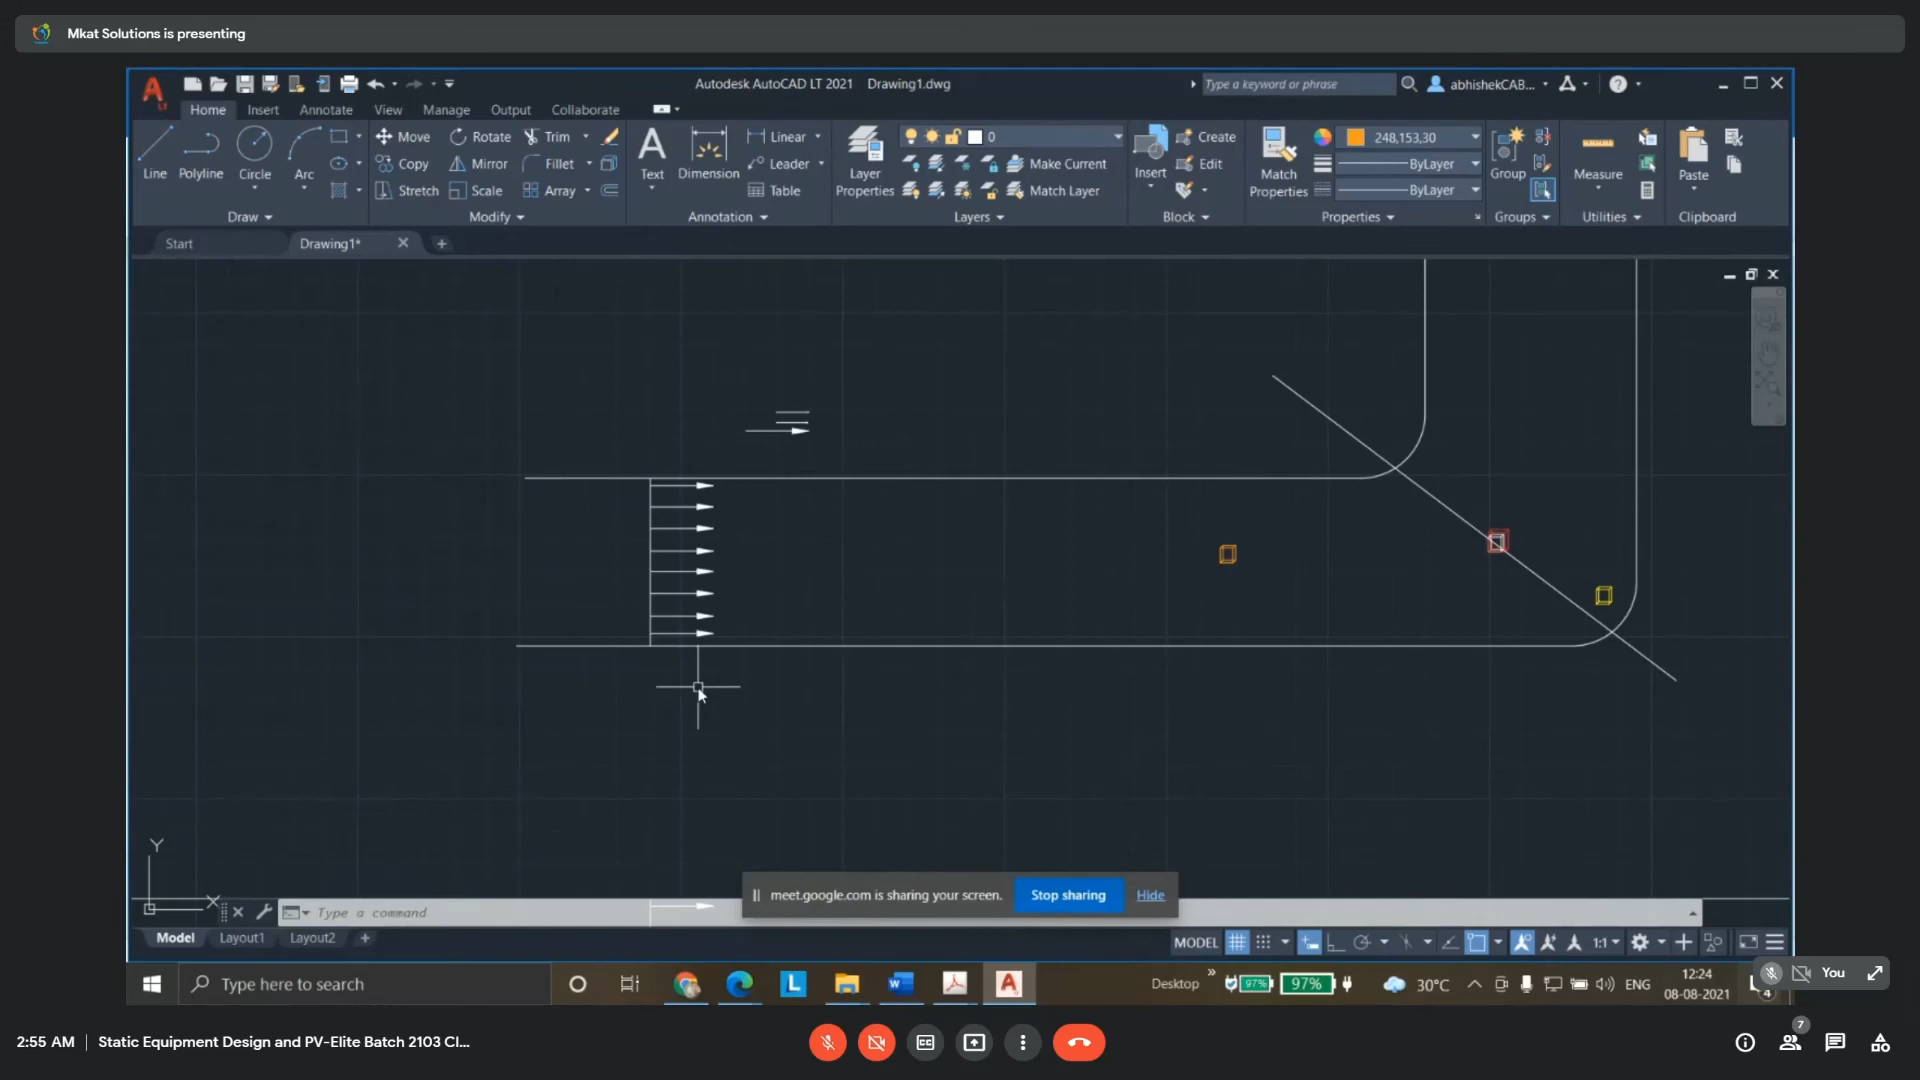 Mkat Solutions is presenting
Autodesk AutoCAD LT 2021 Drawing1.dwg
Type a keyword or phrase
abhishekCAB...
Home Insert Annotate View Manage Output Collaborate
Line Polyline Circle Arc
Draw
Move Rotate Trim
Copy Mirror Fillet
Stretch Scale Array
Modify
Text Dimension
Linear
Leader
Table
Annotation
Layer Properties
0
Make Current
Match Layer
Layers
Insert
Create
Edit
Block
Match Properties
248,153,30
ByLayer
ByLayer
Properties
Group
Groups
Measure
Utilities
Paste
Clipboard
Start Drawing1*
Y
X
meet.google.com is sharing your screen. Stop sharing Hide
Type a command
Model Layout1 Layout2
MODEL 1:1
Type here to search
Desktop 97% 97% 30°C ENG
12:24
08-08-2021
4
You
2:55 AM Static Equipment Design and PV-Elite Batch 2103 Cl...
7